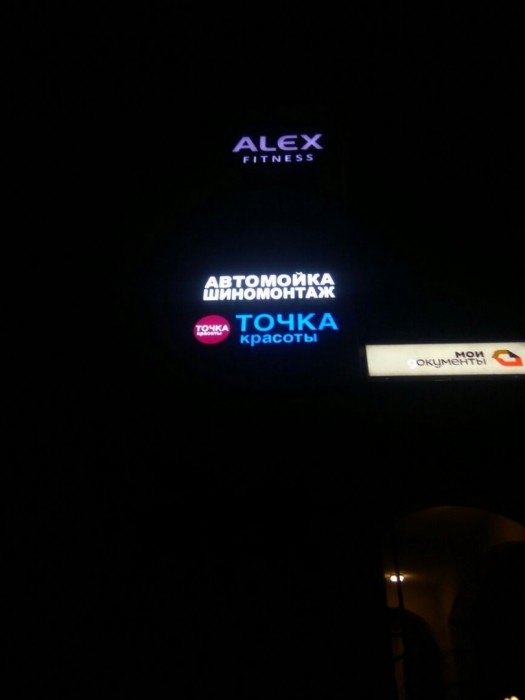 ALEX
FITNESS
АВТОМОЙКА
ШИНОМОНТАЖ
ТОЧКА
красоты
ТОЧКА
красоты
МОИ
документы